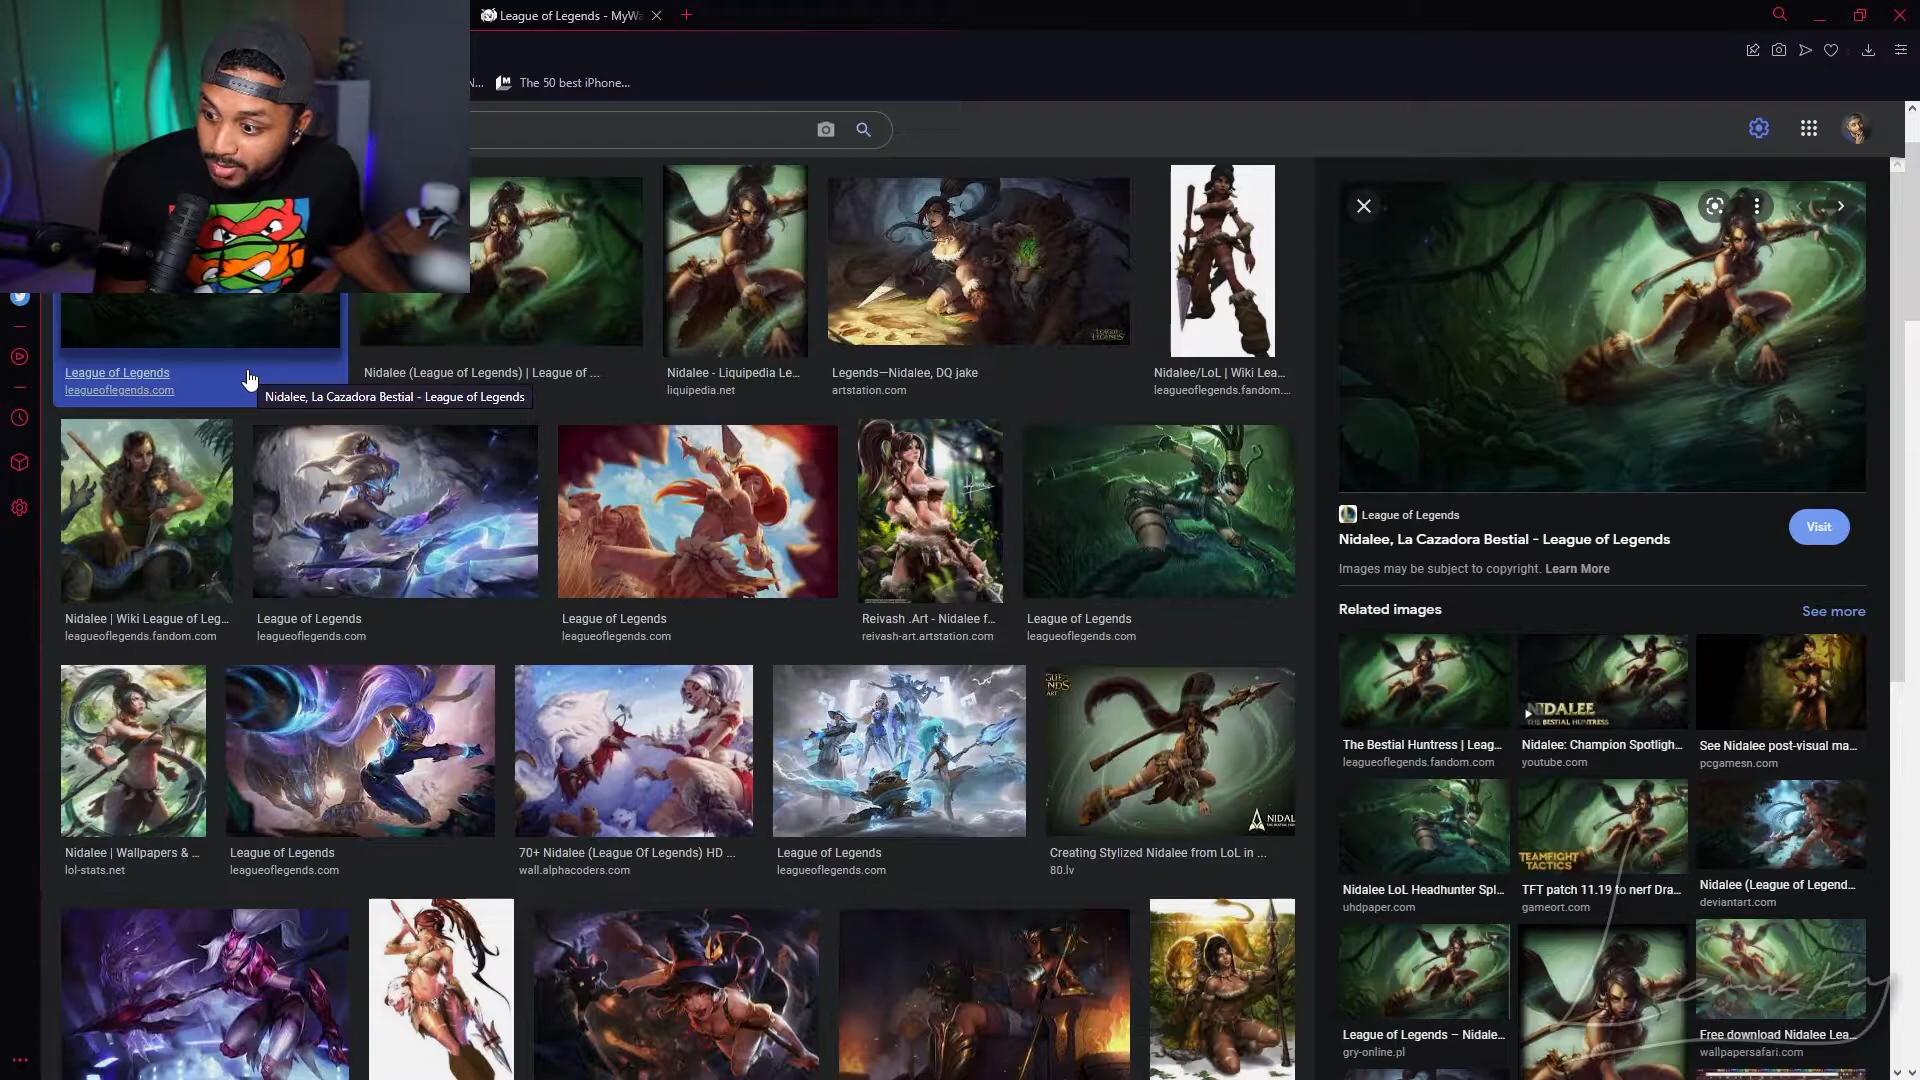 League of Legends - MyWa
N...
The 50 best iPhone...
League of Legends
leagueoflegends.com
Nidalee, La Cazadora Bestial - League of Legends
Nidalee (League of Legends) | League of ...
Nidalee - Liquipedia Le...
liquipedia.net
Legends—Nidalee, DQ jake
artstation.com
Nidalee/LoL | Wiki Lea...
leagueoflegends.fandom....
Nidalee | Wiki League of Leg...
leagueoflegends.fandom.com
League of Legends
leagueoflegends.com
League of Legends
leagueoflegends.com
Reivash .Art - Nidalee f...
reivash-art.artstation.com
League of Legends
leagueoflegends.com
NIDAL
Nidalee | Wallpapers & ...
lol-stats.net
League of Legends
leagueoflegends.com
70+ Nidalee (League Of Legends) HD ...
wall.alphacoders.com
League of Legends
leagueoflegends.com
Creating Stylized Nidalee from LoL in ...
80.lv
League of Legends
Nidalee, La Cazadora Bestial - League of Legends
Visit
Images may be subject to copyright. Learn More
Related images
See more
NIDALEE
THE BESTIAL HUNTRESS
The Bestial Huntress | Leag...
leagueoflegends.fandom.com
Nidalee: Champion Spotligh...
youtube.com
See Nidalee post-visual ma...
pcgamesn.com
TEAMFIGHT
TACTICS
Nidalee LoL Headhunter Spl...
uhdpaper.com
TFT patch 11.19 to nerf Dra...
gameort.com
Nidalee (League of Legend...
deviantart.com
League of Legends – Nidale...
gry-online.pl
Free download Nidalee Lea...
wallpapersafari.com